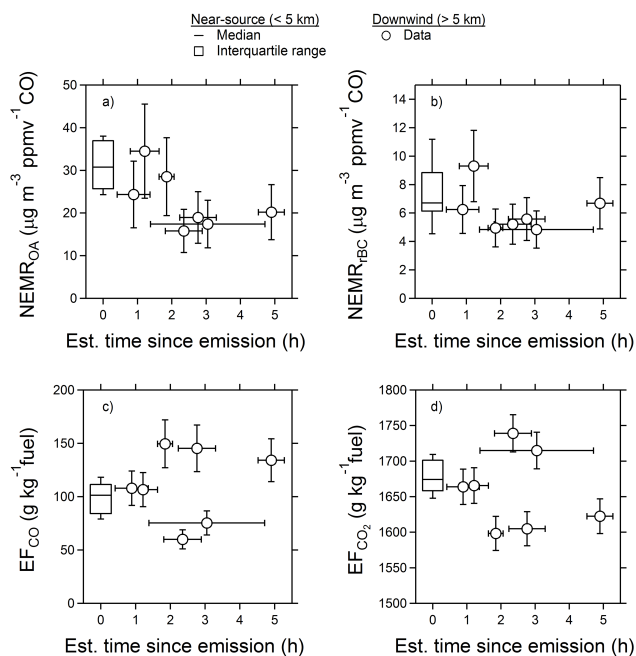 Near-source (< 5 km) Downwind (> 5 km)
Median Data
Interquartile range
a)
50
40
30
20
10
0
NEMR_OA (µg m⁻³ ppmv⁻¹ CO)
0 1 2 3 4 5
Est. time since emission (h)
b)
14
12
10
8
6
4
2
0
NEMR_rBC (µg m⁻³ ppmv⁻¹ CO)
0 1 2 3 4 5
Est. time since emission (h)
c)
200
150
100
50
0
EF_CO (g kg⁻¹fuel)
0 1 2 3 4 5
Est. time since emission (h)
d)
1800
1750
1700
1650
1600
1550
1500
EF_CO₂ (g kg⁻¹fuel)
0 1 2 3 4 5
Est. time since emission (h)